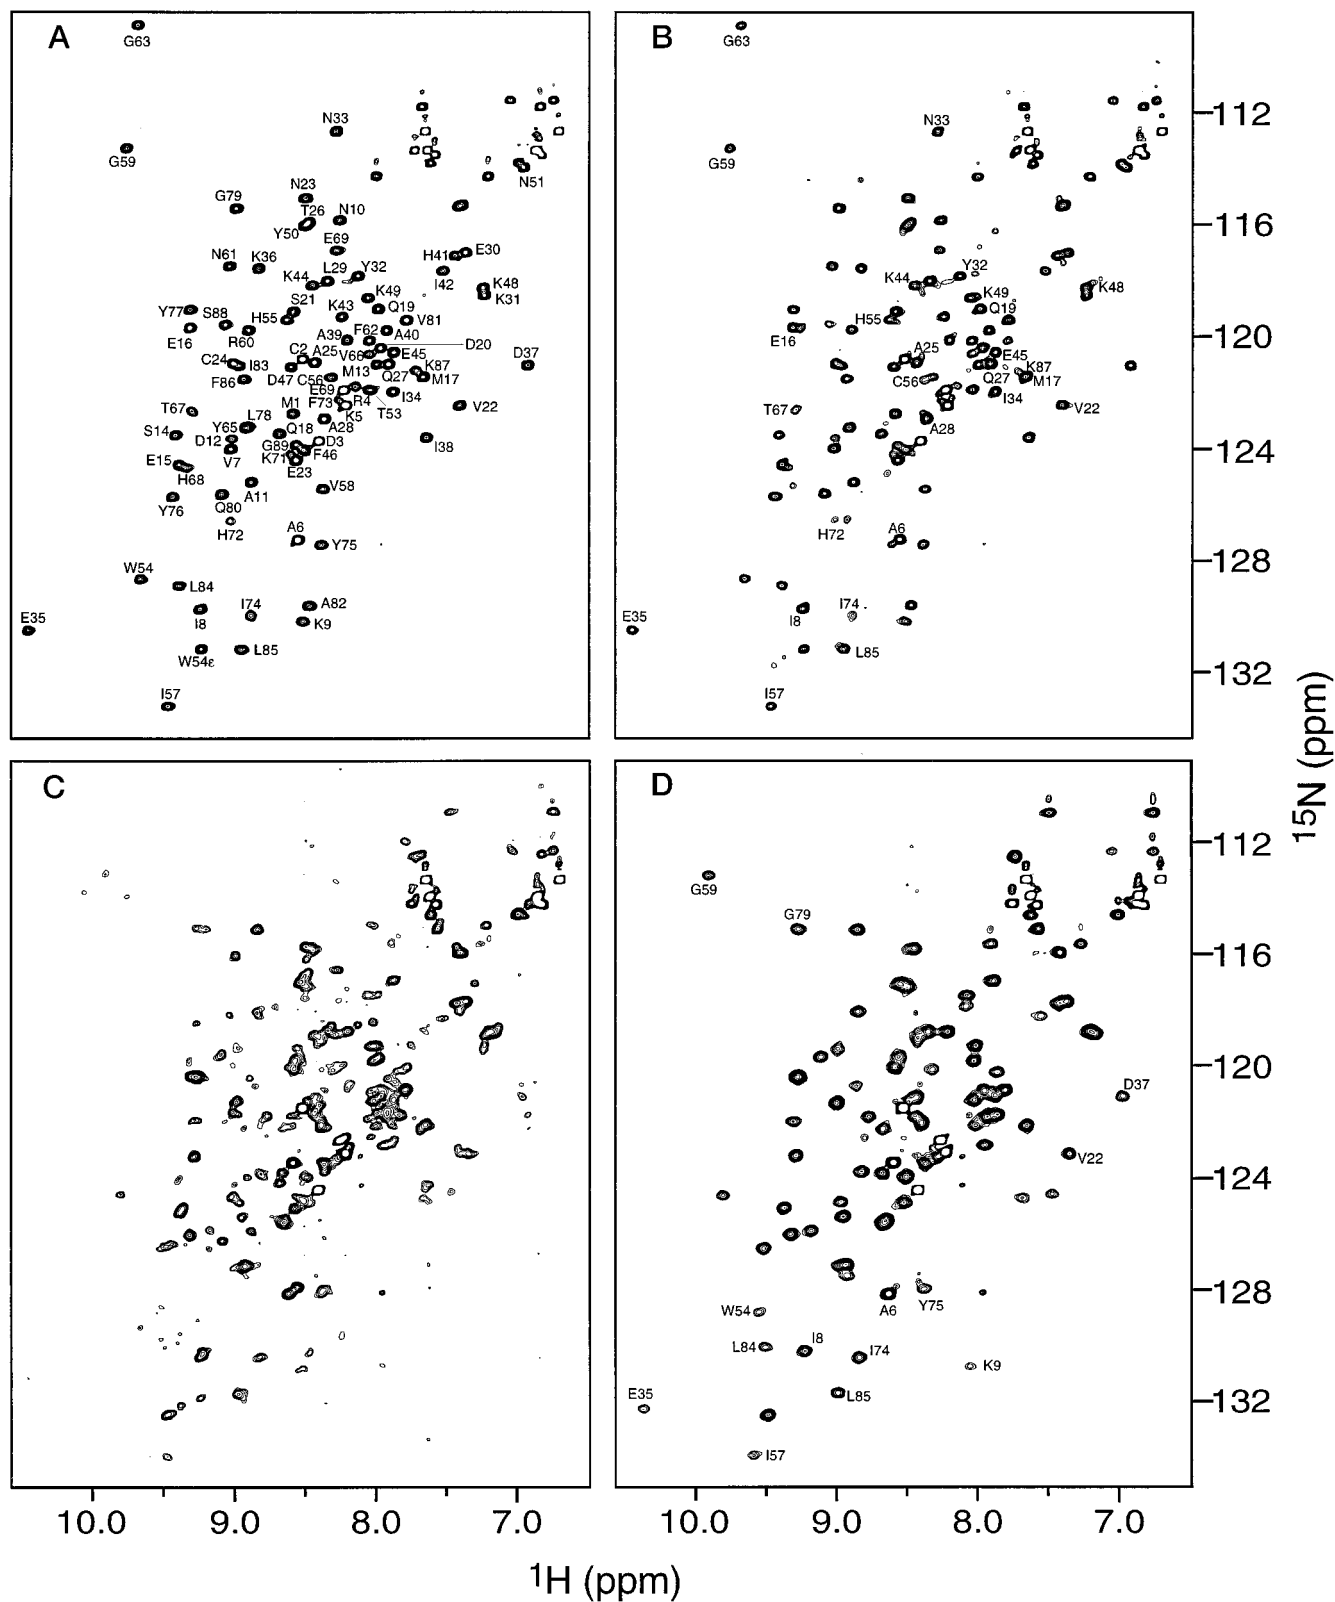 A
G63
N33
G59
N51
N23
G79
T26
N10
Y50
E69
N61
K36
H41
E30
L29
Y32
K44
I42
K48
K49
K31
S21
Y77
S88
K43
Q19
H55
V81
E16
R60
A39
F62
A40
D20
C2
A25
V66
E45
C24
I83
M13
K87
D37
F86
D47
C56
Q27
M17
E69
R4
I34
T67
M1
F73
K5
T53
V22
Y65
L78
Q18
A28
S14
D12
G89
D3
I38
V7
K71
F46
E15
E23
H68
A11
V58
Y76
Q80
H72
A6
Y75
W54
L84
I74
A82
E35
I8
K9
W54ε
L85
I57
B
G63
N33
G59
Y32
K44
K48
K49
Q19
H55
E16
A25
E45
K87
C56
Q27
M17
I34
T67
V22
A28
H72
A6
E35
I74
I8
L85
I57
112
116
120
124
128
132
15N (ppm)
C
D
G59
G79
D37
V22
W54
A6
Y75
L84
I8
I74
K9
E35
L85
I57
112
116
120
124
128
132
10.0 9.0 8.0 7.0
10.0 9.0 8.0 7.0
1H (ppm)